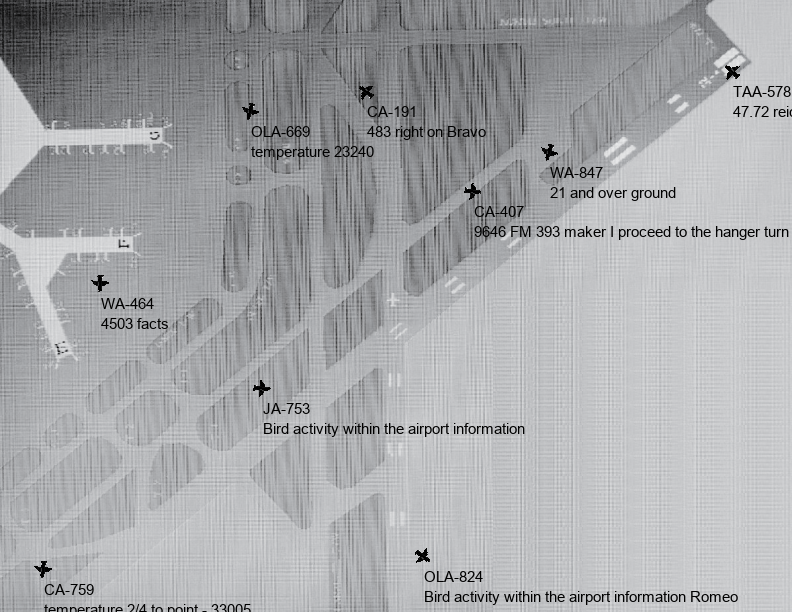 TAA-578
47.72
CA-191
483 right on Bravo
OLA-669
temperature 23240
WA-847
21 and over ground
CA-407
9646 FM 393 maker I proceed to the hanger turn
WA-464
4503 facts
JA-753
Bird activity within the airport information
OLA-824
Bird activity within the airport information Romeo
CA-759
temperature 2/4 to point - 33005